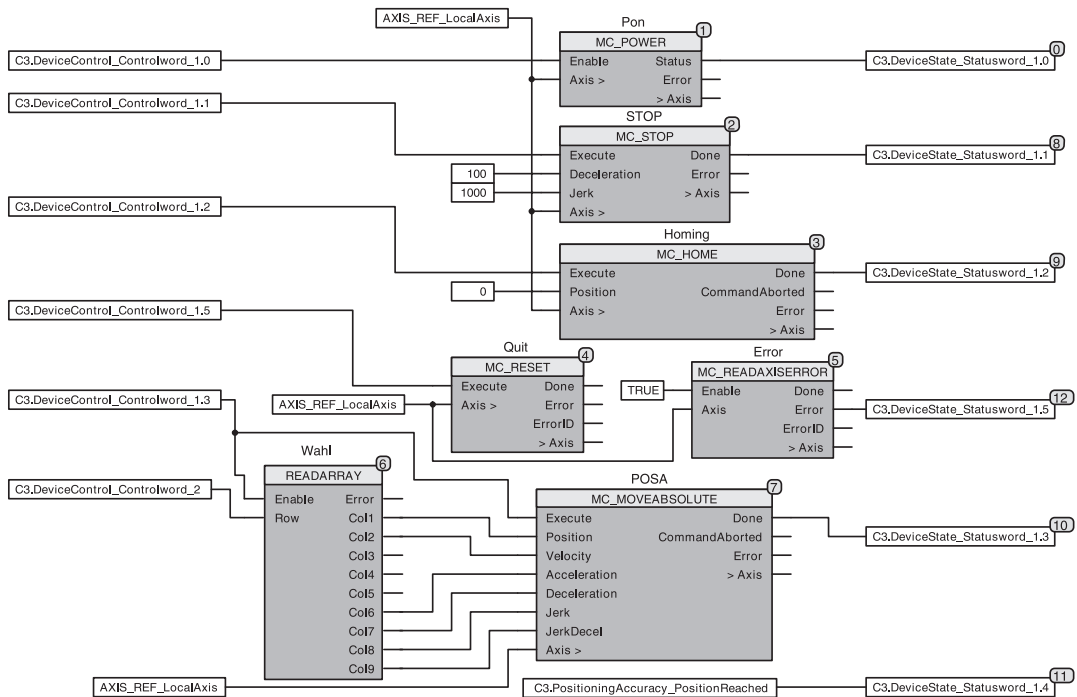 AXIS_REF_LocalAxis
Pon
1
MC_POWER
0
C3.DeviceControl_Controlword_1.0
Enable Status
C3.DeviceState_Statusword_1.0
Axis > Error
> Axis
C3.DeviceControl_Controlword_1.1
STOP
2
MC_STOP
8
Execute Done
C3.DeviceState_Statusword_1.1
100
Deceleration Error
1000
Jerk > Axis
Axis >
C3.DeviceControl_Controlword_1.2
Homing
3
MC_HOME
9
Execute Done
C3.DeviceState_Statusword_1.2
0
Position CommandAborted
Axis > Error
> Axis
C3.DeviceControl_Controlword_1.5
Quit
4
MC_RESET
Execute Done
AXIS_REF_LocalAxis
Axis > Error
ErrorID
> Axis
Error
5
MC_READAXISERROR
TRUE
Enable Done
12
Axis Error
C3.DeviceState_Statusword_1.5
ErrorID
> Axis
C3.DeviceControl_Controlword_1.3
Wahl
6
READARRAY
C3.DeviceControl_Controlword_2
Enable Error
Row Col1
Col2
Col3
Col4
Col5
Col6
Col7
Col8
Col9
POSA
7
MC_MOVEABSOLUTE
Execute Done
10
Position CommandAborted
C3.DeviceState_Statusword_1.3
Velocity Error
Acceleration > Axis
Deceleration
Jerk
JerkDecel
Axis >
AXIS_REF_LocalAxis
C3.PositioningAccuracy_PositionReached
11
C3.DeviceState_Statusword_1.4